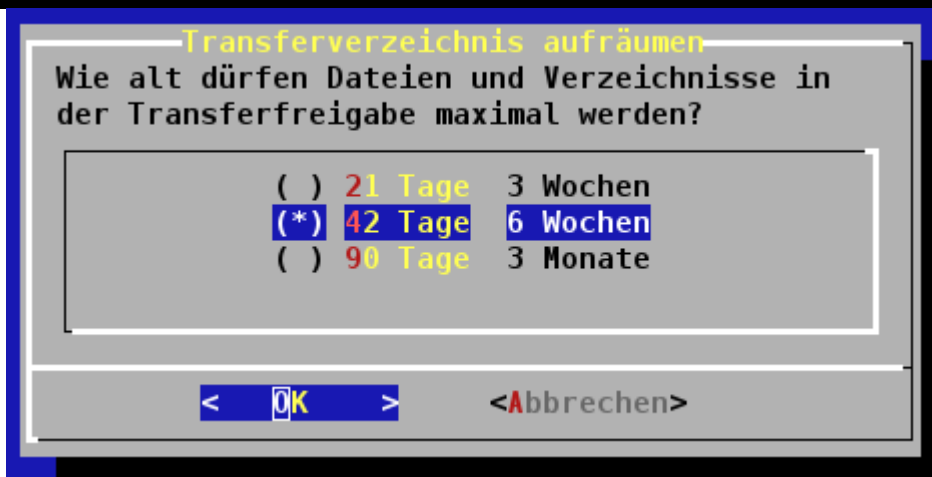 Transferverzeichnis aufräumen
Wie alt dürfen Dateien und Verzeichnisse in
der Transferfreigabe maximal werden?
( ) 21 Tage 3 Wochen
(*) 42 Tage 6 Wochen
( ) 90 Tage 3 Monate
< OK > <Abbrechen>